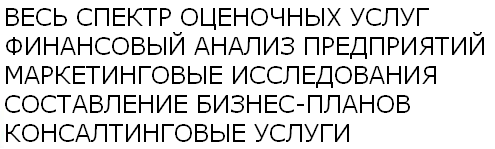 ВЕСЬ СПЕКТР ОЦЕНОЧНЫХ УСЛУГ
ФИНАНСОВЫЙ АНАЛИЗ ПРЕДПРИЯТИЙ
МАРКЕТИНГОВЫЕ ИССЛЕДОВАНИЯ
СОСТАВЛЕНИЕ БИЗНЕС-ПЛАНОВ
КОНСАЛТИНГОВЫЕ УСЛУГИ